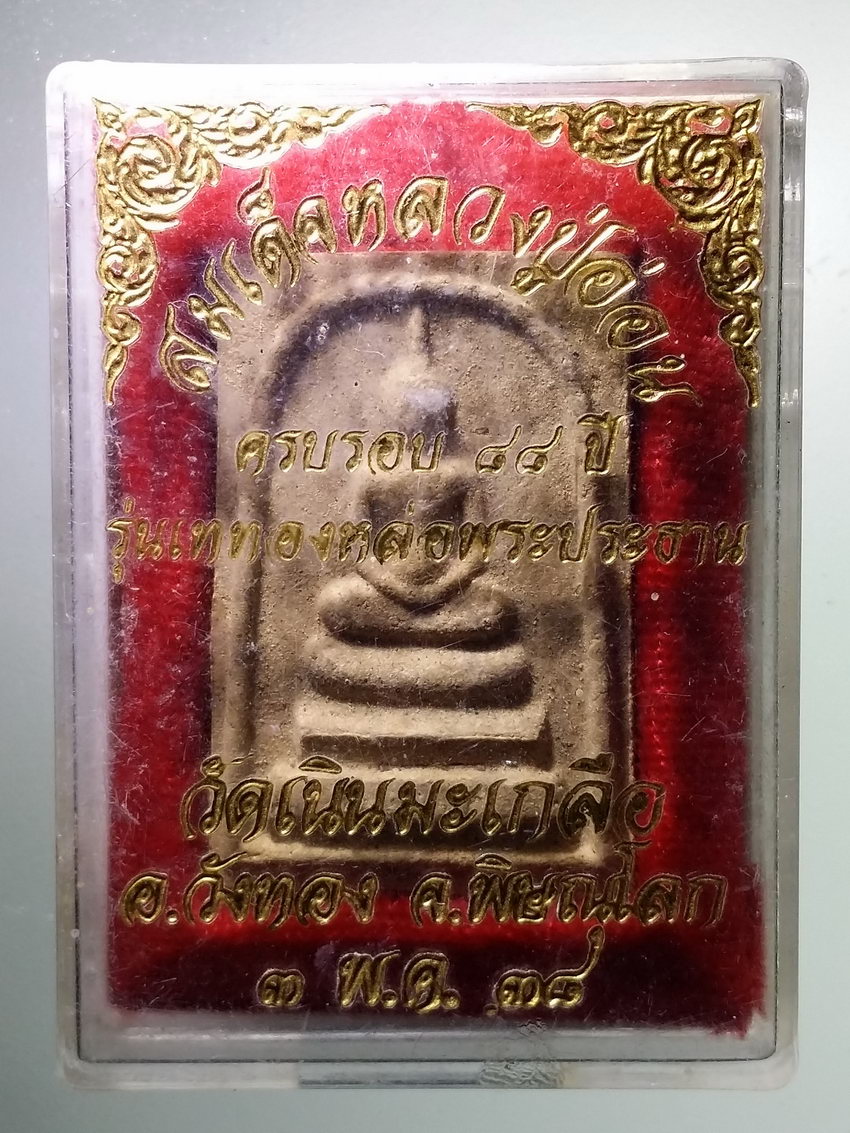 สมเด็จหลวงปู่อ่อน
ครบรอบ ๘๘ ปี
รุ่นเททองหล่อพระประธาน
วัดเนินมะเกลือ
อ.วังทอง จ.พิษณุโลก
๓ พ.ค. ๓๘